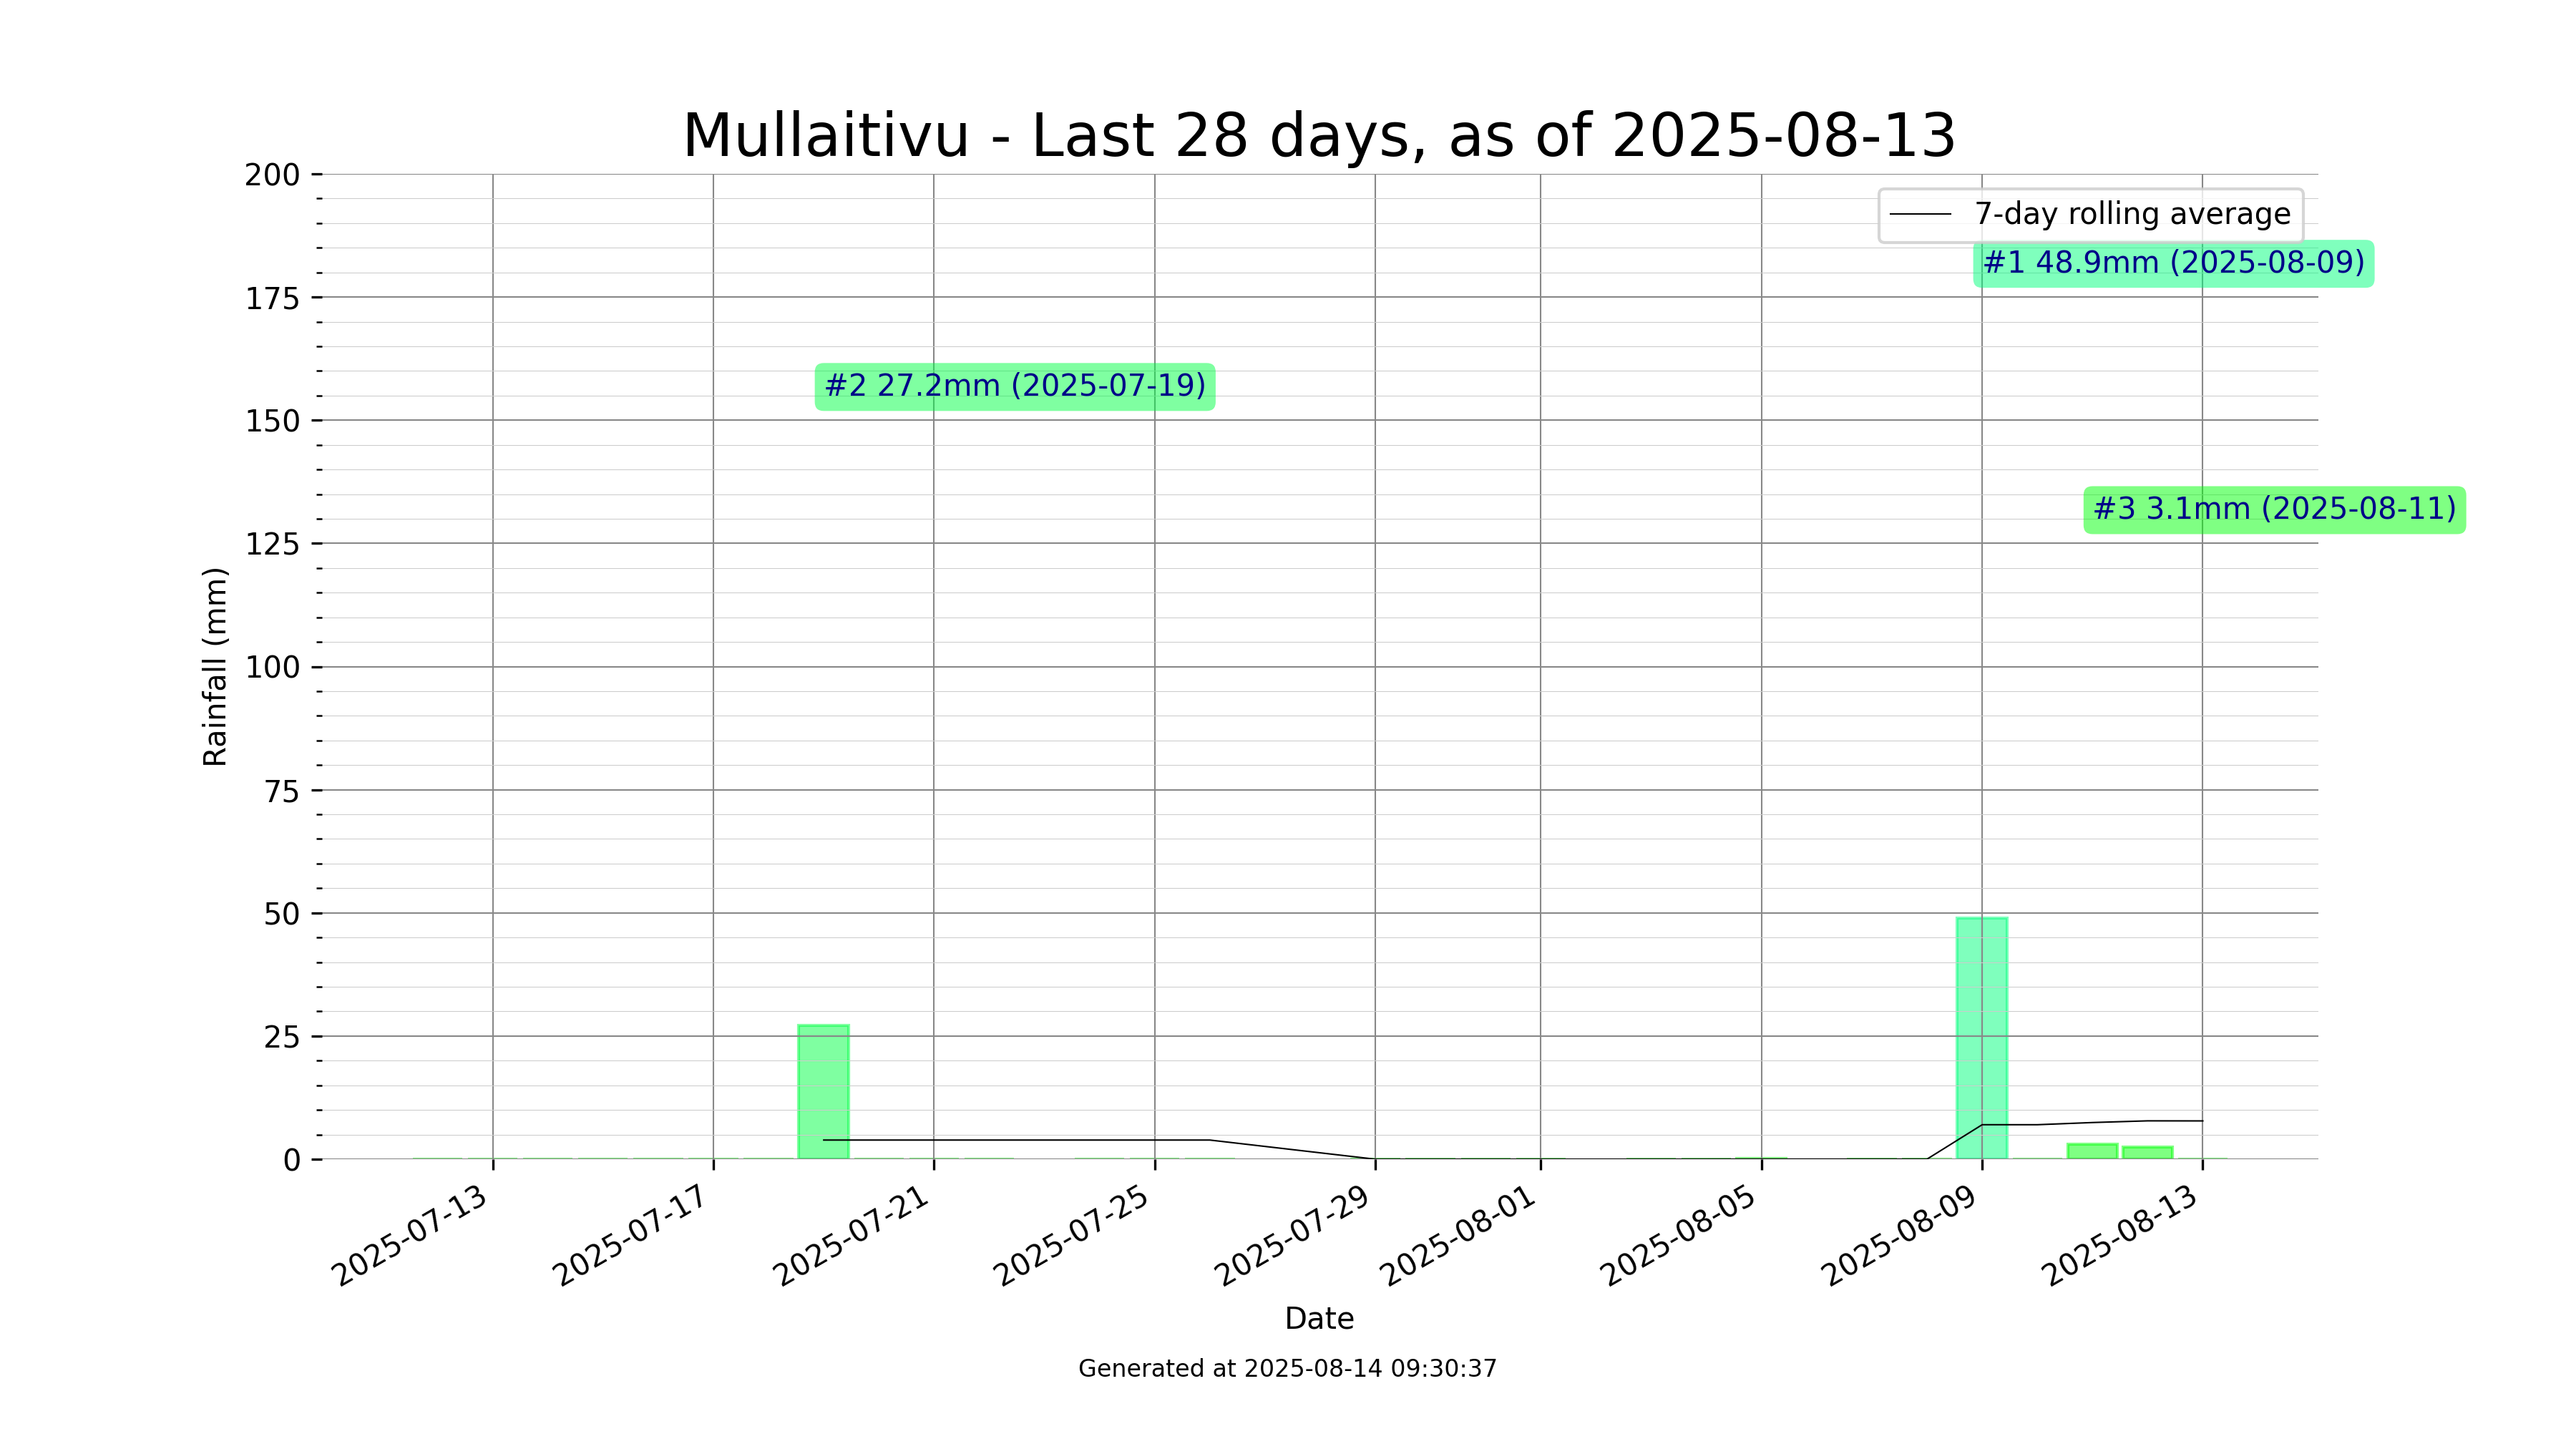 Mullaitivu - Last 28 days, as of 2025-08-13
7-day rolling average
#1 48.9mm (2025-08-09)
#2 27.2mm (2025-07-19)
#3 3.1mm (2025-08-11)
Rainfall (mm)
200
175
150
125
100
75
50
25
0
2025-07-13
2025-07-17
2025-07-21
2025-07-25
2025-07-29
2025-08-01
2025-08-05
2025-08-09
2025-08-13
Date
Generated at 2025-08-14 09:30:37